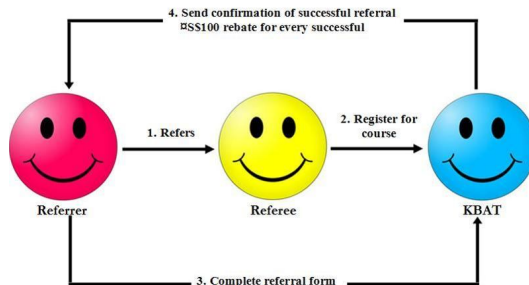 4. Send confirmation of successful referral
¤S$100 rebate for every successful
1. Refers
2. Register for
course
Referrer
Referee
KBAT
3. Complete referral form